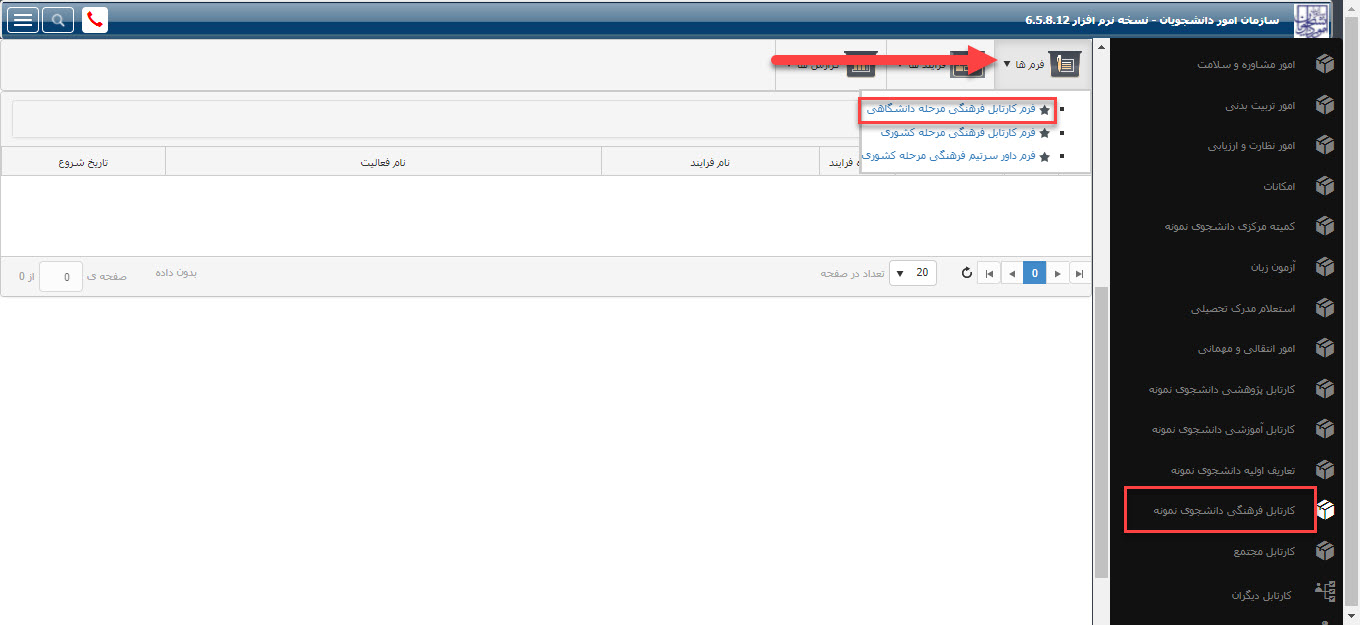 سازمان امور دانشجویان - نسخه نرم افزار 6.5.8.12
امور مشاوره و سلامت
امور تربیت بدنی
امور نظارت و ارزیابی
امکانات
کمیته مرکزی دانشجوی نمونه
آزمون زبان
استعلام مدرک تحصیلی
امور انتقالی و مهمانی
کارتابل پژوهشی دانشجوی نمونه
کارتابل آموزشی دانشجوی نمونه
تعاریف اولیه دانشجوی نمونه
کارتابل فرهنگی دانشجوی نمونه
کارتابل مجتمع
کارتابل دیگران
فرم ها
فرم کارتابل فرهنگی مرحله دانشگاهی
فرم کارتابل فرهنگی مرحله کشوری
فرم داور سرتیم فرهنگی مرحله کشوری
فرایند نام فرایند نام فعالیت تاریخ شروع
0 20 تعداد در صفحه بدون داده صفحه ی 0 از 0